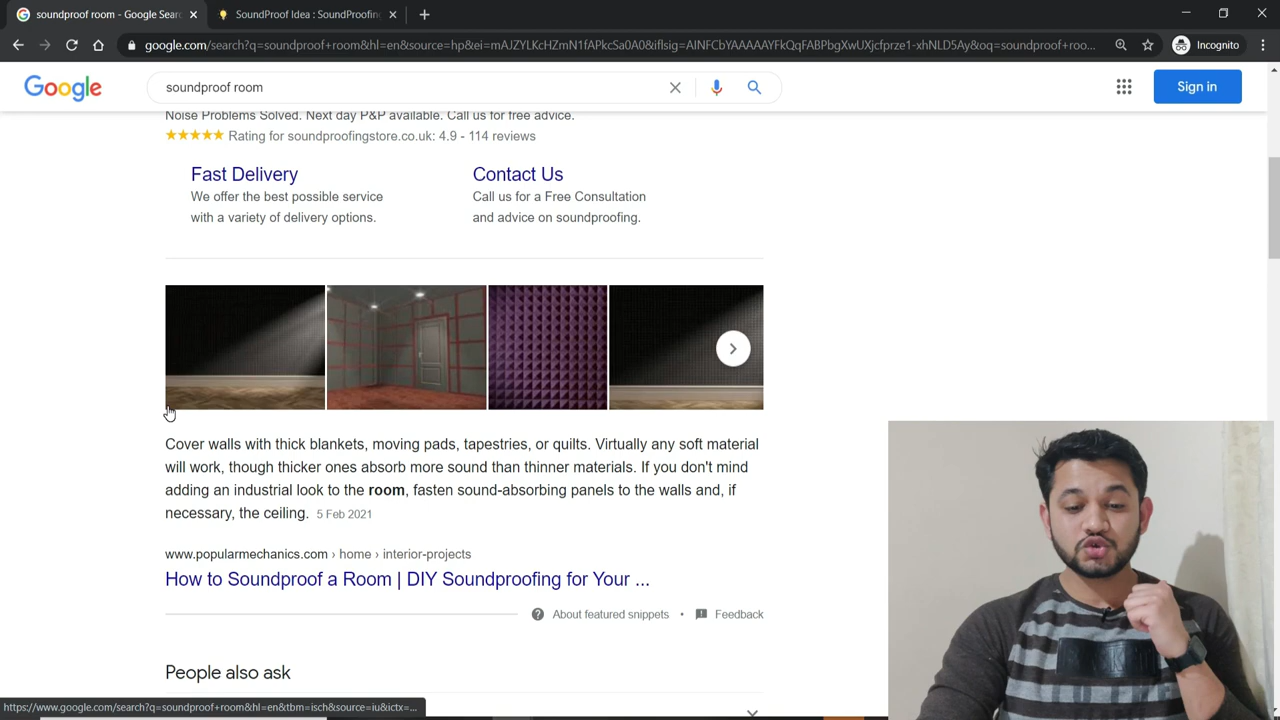 soundproof room - Google Sear
SoundProof Idea : SoundProofing
google.com/search?q=soundproof+room&hl=en&source=hp&ei=mAJZYLKcHZmN1fAPkcSa0A0&iflsig=AINFCbYAAAAAYFkQqFABPbgXwUXjcfprze1-xhNLD5Ay&oq=soundproof+roo...
Incognito
Google
soundproof room
Sign in
Noise Problems Solved. Next day P&P available. Call us for free advice.
Rating for soundproofingstore.co.uk: 4.9 - 114 reviews
Fast Delivery
Contact Us
We offer the best possible service
Call us for a Free Consultation
with a variety of delivery options.
and advice on soundproofing.
Cover walls with thick blankets, moving pads, tapestries, or quilts. Virtually any soft material
will work, though thicker ones absorb more sound than thinner materials. If you don't mind
adding an industrial look to the room, fasten sound-absorbing panels to the walls and, if
necessary, the ceiling. 5 Feb 2021
www.popularmechanics.com › home › interior-projects
How to Soundproof a Room | DIY Soundproofing for Your ...
About featured snippets • Feedback
People also ask
https://www.google.com/search?q=soundproof+room&hl=en&tbm=isch&source=iu&ictx=...